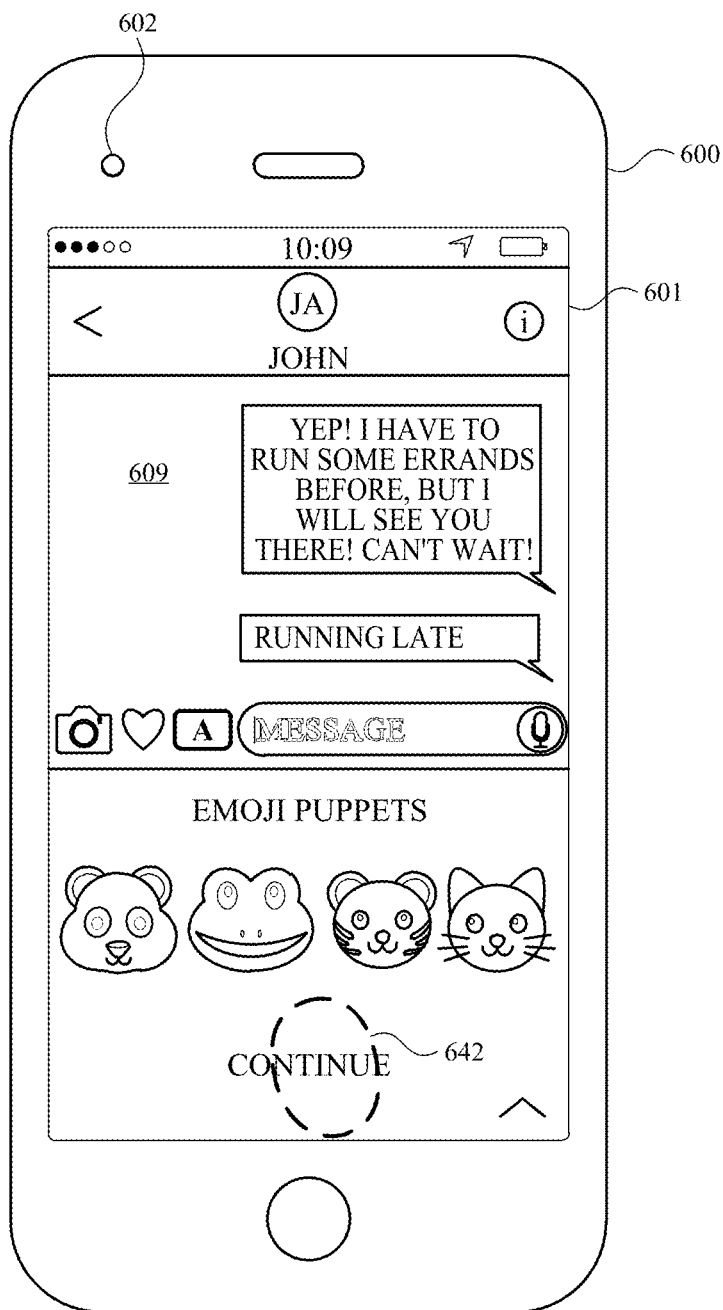 602
600
10:09
601
JA
i
JOHN
YEP! I HAVE TO
RUN SOME ERRANDS
BEFORE, BUT I
WILL SEE YOU
THERE! CAN'T WAIT!
609
RUNNING LATE
A
MESSAGE
EMOJI PUPPETS
CONTINUE
642